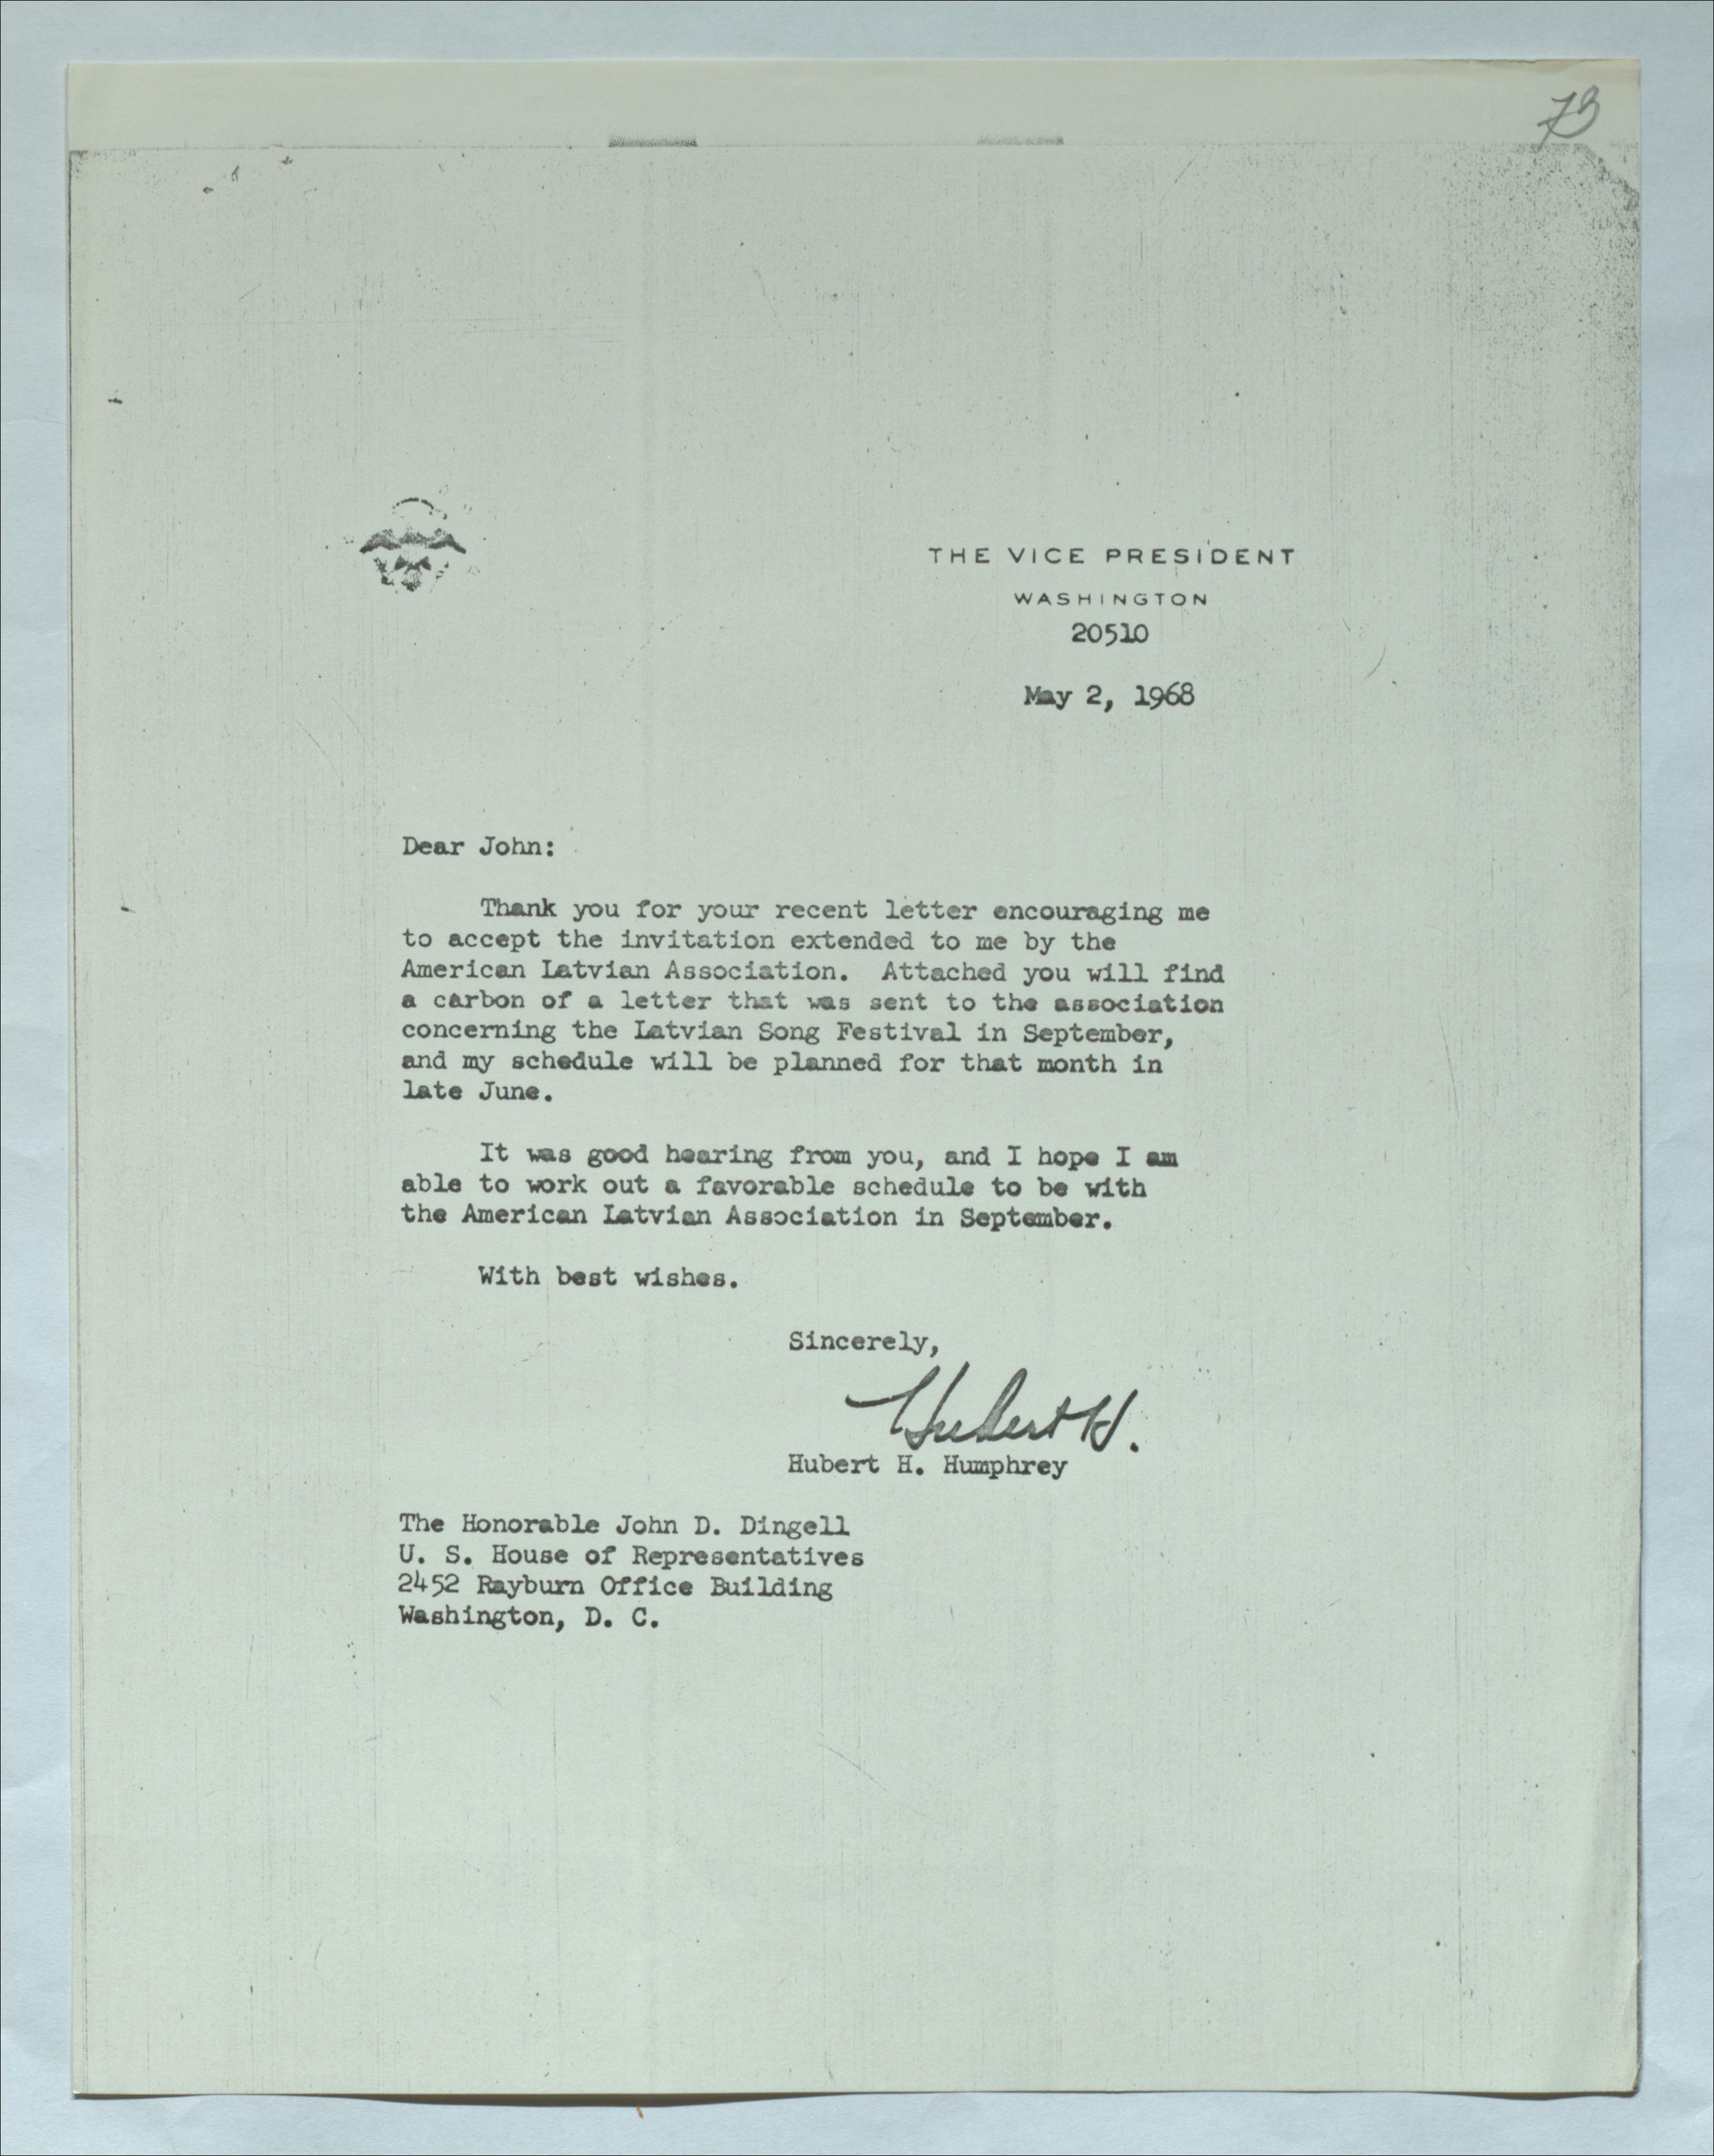 73
THE VICE PRESIDENT
WASHINGTON
20510
May 2, 1968
Dear John:
Thank you for your recent letter encouraging me
to accept the invitation extended to me by the
American Latvian Association. Attached you will find
a carbon of a letter that was sent to the association
concerning the Latvian Song Festival in September,
and my schedule will be planned for that month in
late June.
It was good hearing from you, and I hope I am
able to work out a favorable schedule to be with
the American Latvian Association in September.
With best wishes.
Sincerely,
Hubert H.
Hubert H. Humphrey
The Honorable John D. Dingell
U. S. House of Representatives
2452 Rayburn Office Building
Washington, D. C.